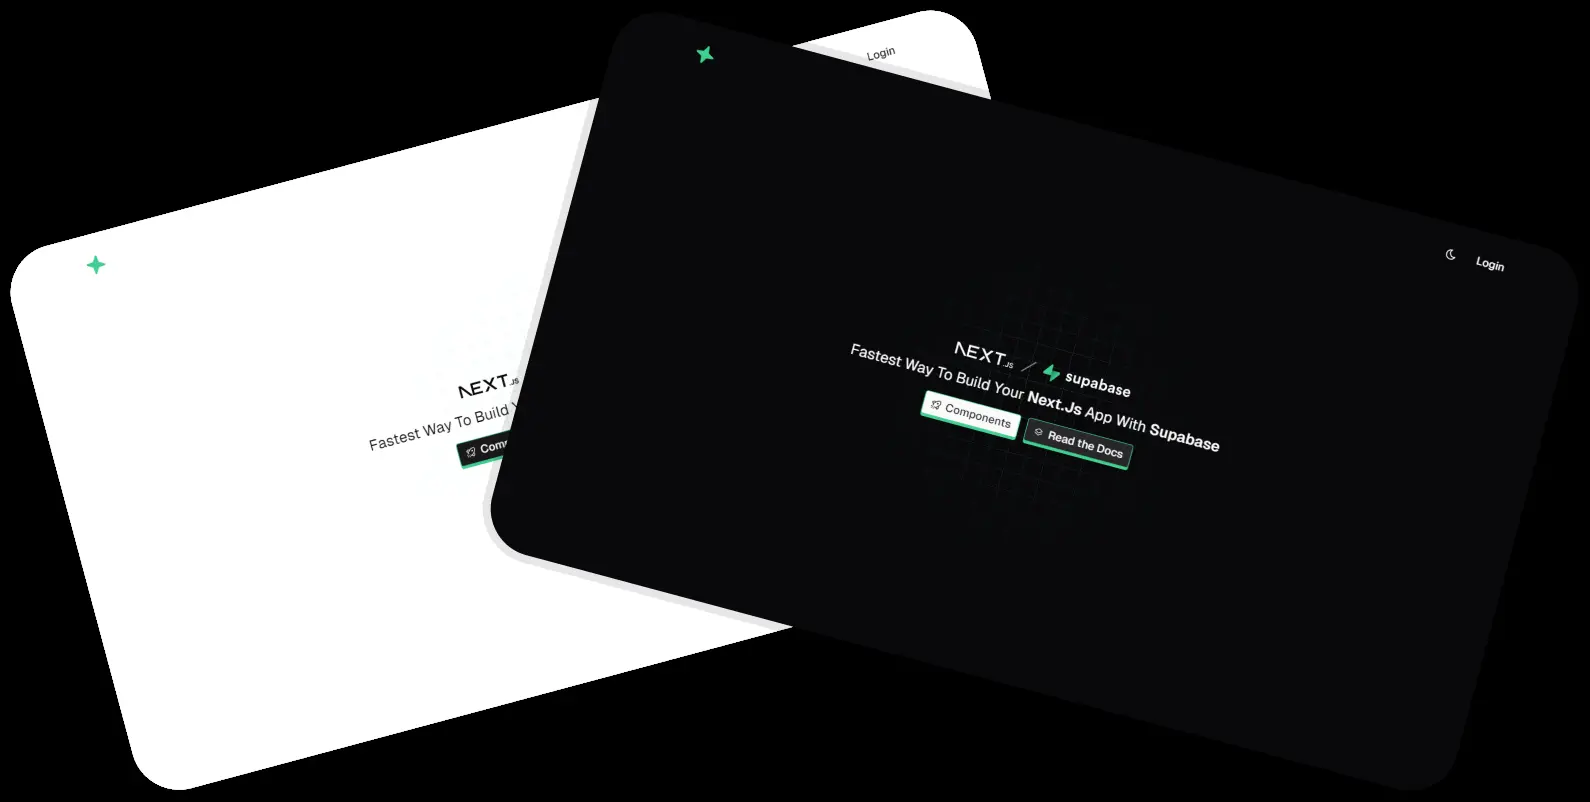 Login
NEXT.JS
Fastest Way To Build
Login
NEXT.JS / supabase
Fastest Way To Build Your Next.Js App With Supabase
Components
Read the Docs